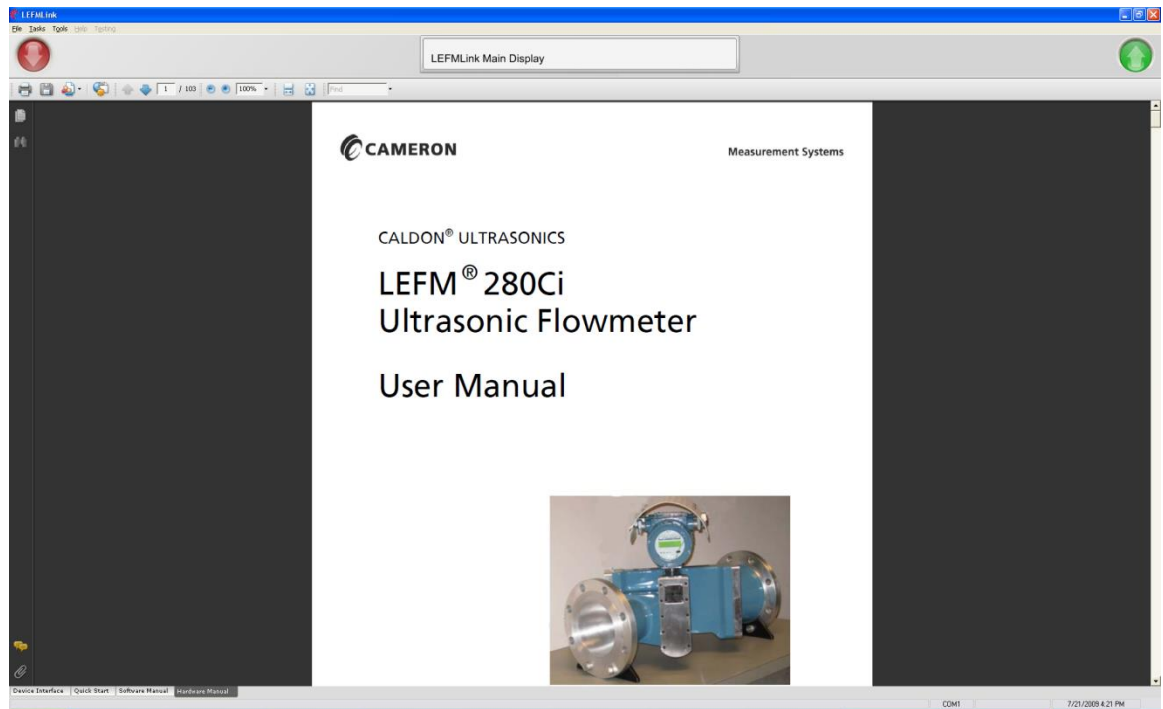 LEFMLink
File Tasks Tools Help Testing
LEFMLink Main Display
1 / 103 100% Find
CAMERON
Measurement Systems
CALDON® ULTRASONICS
LEFM® 280Ci
Ultrasonic Flowmeter
User Manual
Device Interface Quick Start Software Manual Hardware Manual
COM1 7/21/2009 4:21 PM